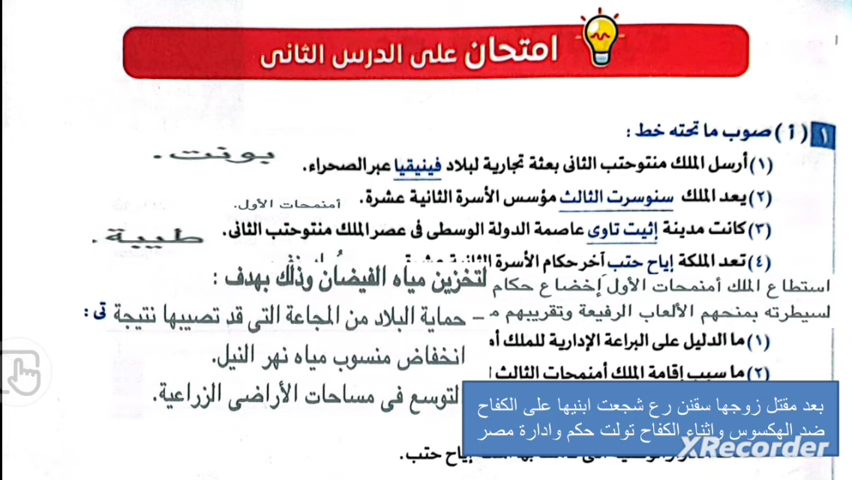 امتحان على الدرس الثانى
١ (أ) صوب ما تحته خط :
بونت.
(١) أرسل الملك منتوحتب الثانى بعثة تجارية لبلاد فينيقيا عبر الصحراء.
(٢) يعد الملك سنوسرت الثالث مؤسس الأسرة الثانية عشرة.
أمنمحات الأول.
(٣) كانت مدينة إثيت تاوى عاصمة الدولة الوسطى فى عصر الملك منتوحتب الثانى.
طيبة.
(٤) تعد الملكة إياح حتب آخر حكام الأسرة الثانية عشرة
لتخزين مياه الفيضان وذلك بهدف :
– حماية البلاد من المجاعة التى قد تصيبها نتيجة
انخفاض منسوب مياه نهر النيل.
التوسع فى مساحات الأراضى الزراعية.
استطاع الملك أمنمحات الأول إخضاع حكام
لسيطرته بمنحهم الألقاب الرفيعة وتقريبهم م
تى :
(١) ما الدليل على البراعة الإدارية للملك أم
(٢) ما سبب إقامة الملك أمنمحات الثالث
بعد مقتل زوجها سقنن رع شجعت ابنيها على الكفاح
ضد الهكسوس واثناء الكفاح تولت حكم وادارة مصر
إياح حتب.
XRecorder